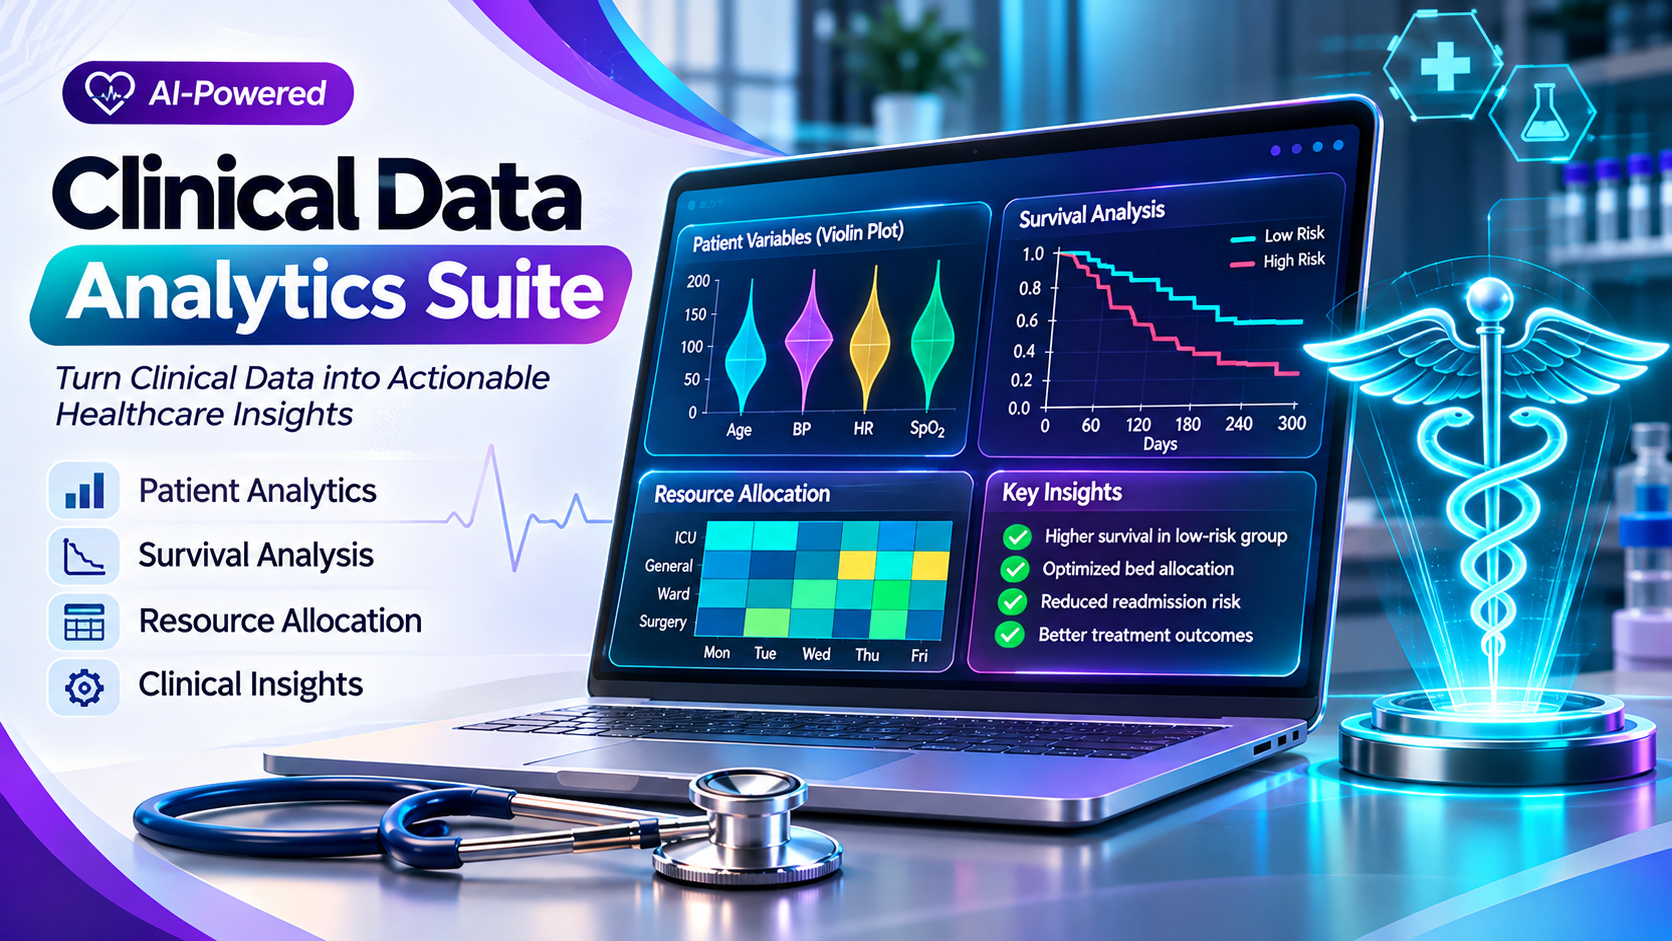 AI-Powered
Clinical Data
Analytics Suite
Turn Clinical Data into Actionable
Healthcare Insights
Patient Analytics
Survival Analysis
Resource Allocation
Clinical Insights
Patient Variables (Violin Plot)
200
150
100
50
0
Age BP HR SpO₂
Survival Analysis
Low Risk
High Risk
1.0
0.8
0.6
0.4
0.2
0.0
0 60 120 180 240 300
Days
Resource Allocation
ICU
General
Ward
Surgery
Mon Tue Wed Thu Fri
Key Insights
Higher survival in low-risk group
Optimized bed allocation
Reduced readmission risk
Better treatment outcomes